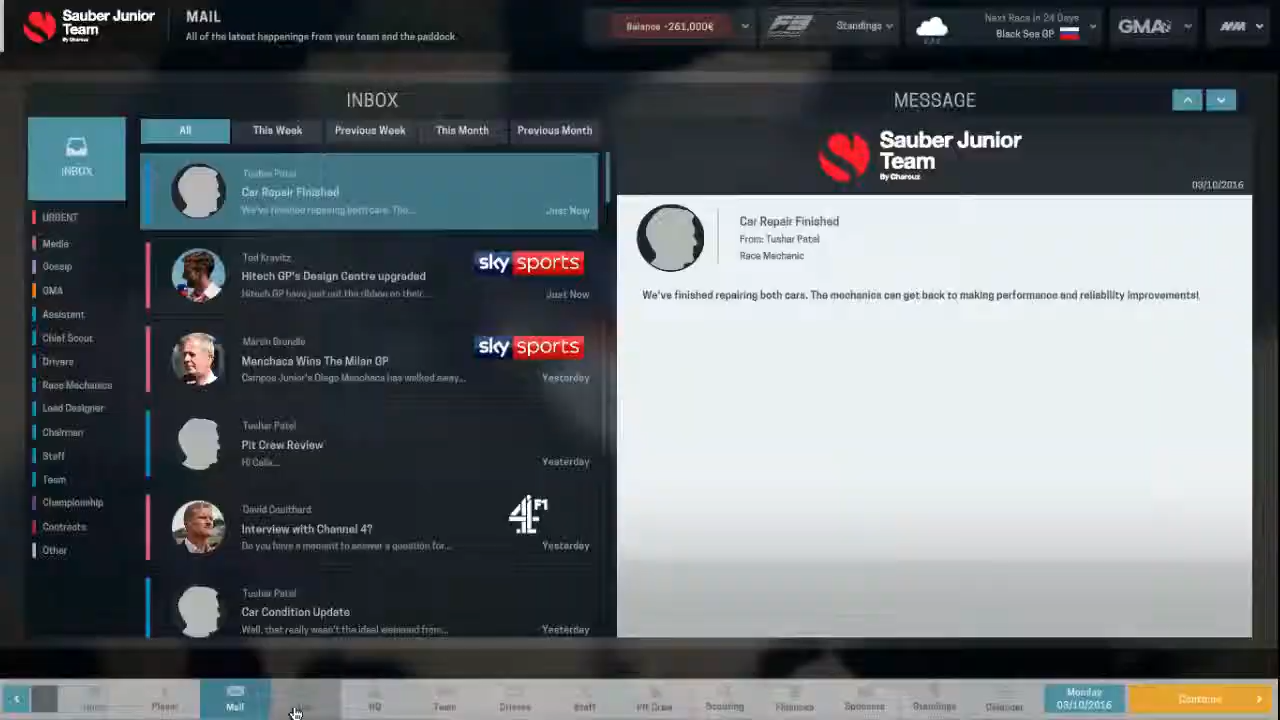 Sauber Junior
Team
By Charouz
MAIL
All of the latest happenings from your team and the paddock.
Balance -261,000€
F2
Standings
Next Race in 24 Days
Black Sea GP
GMA
INBOX
MESSAGE
INBOX
All
This Week
Previous Week
This Month
Previous Month
URGENT
Media
Gossip
GMA
Assistant
Chief Scout
Drivers
Race Mechanics
Lead Designer
Chairman
Staff
Team
Championship
Contracts
Other
Tushar Patel
Car Repair Finished
We've finished repairing both cars. The...
Just Now
Ted Kravitz
Hitech GP's Design Centre upgraded
Hitech GP have just cut the ribbon on their...
sky sports
Just Now
Martin Brundle
Menchaca Wins The Milan GP
Campos Junior's Diego Menchaca has walked away...
sky sports
Yesterday
Tushar Patel
Pit Crew Review
Yesterday
David Coulthard
Interview with Channel 4?
Do you have a moment to answer a question for...
4 F1
Yesterday
Tushar Patel
Car Condition Update
Well, that really wasn't the ideal weekend from...
Yesterday
Sauber Junior
Team
By Charouz
03/10/2016
Car Repair Finished
From: Tushar Patel
Race Mechanic
We've finished repairing both cars. The mechanics can get back to making performance and reliability improvements!
Home
Player
Mail
HQ
Team
Drivers
Staff
Pit Crew
Scouting
Finances
Sponsors
Standings
Calendar
Monday
03/10/2016
Continue